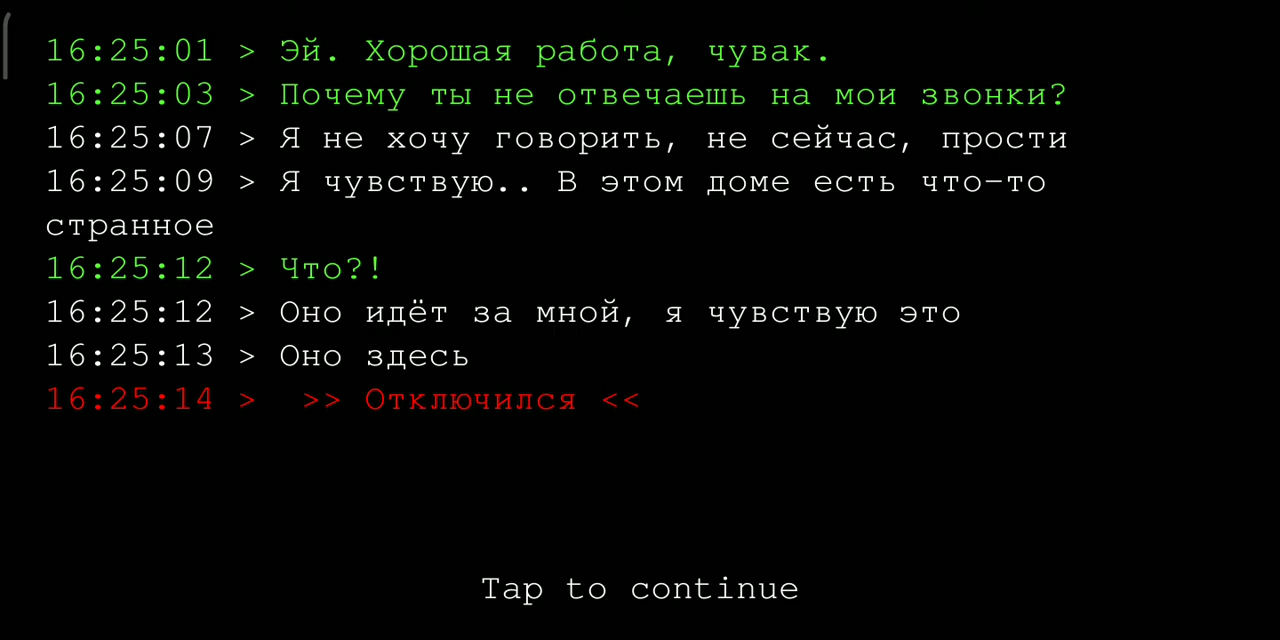 16:25:01 > Эй. Хорошая работа, чувак.
16:25:03 > Почему ты не отвечаешь на мои звонки?
16:25:07 > Я не хочу говорить, не сейчас, прости
16:25:09 > Я чувствую.. В этом доме есть что-то
странное
16:25:12 > Что?!
16:25:12 > Оно идёт за мной, я чувствую это
16:25:13 > Оно здесь
16:25:14 > >> Отключился <<
Tap to continue